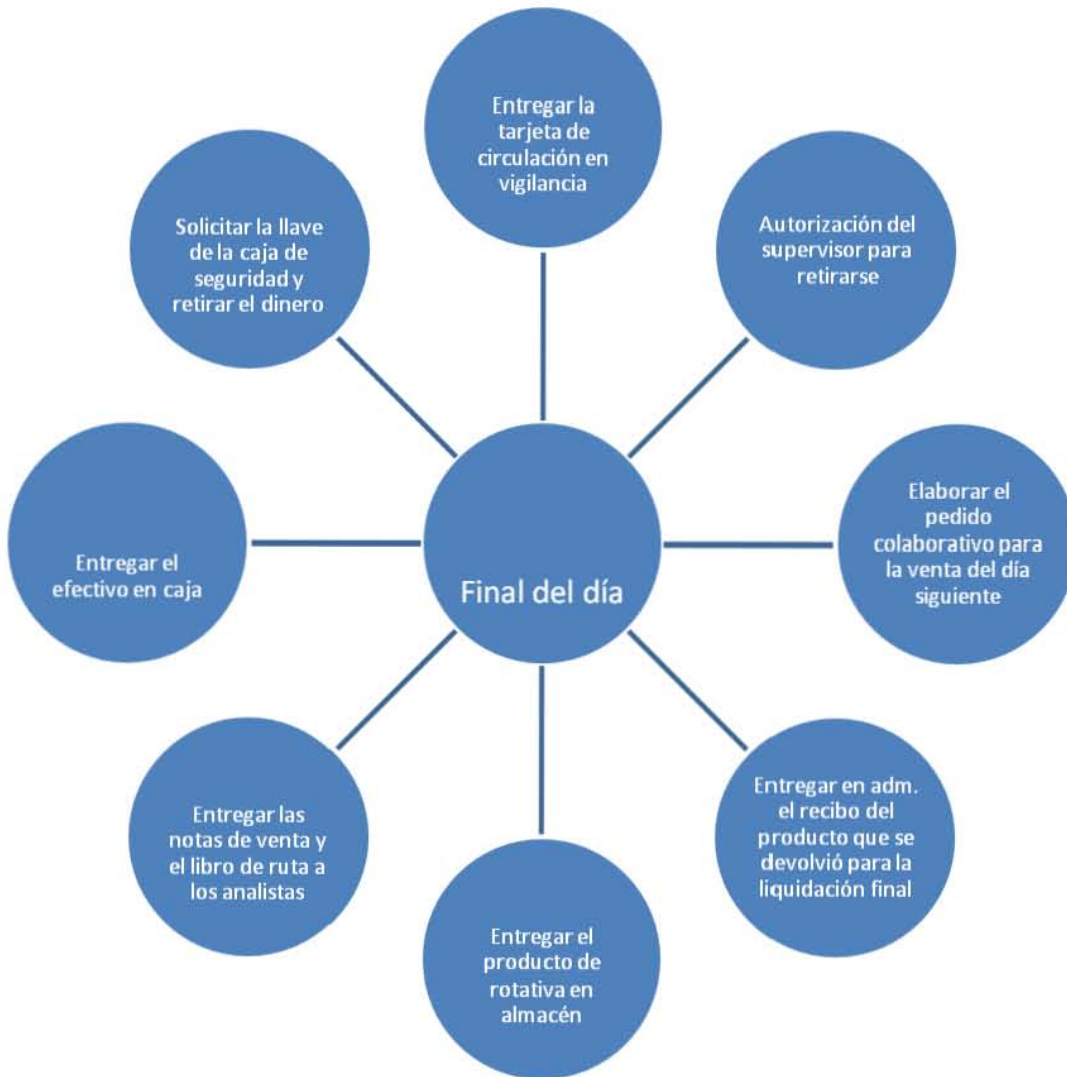 Entregar la
tarjeta de
circulación en
vigilancia
Autorización del
supervisor para
retirarse
Elaborar el
pedido
colaborativo para
la venta del día
siguiente
Entregar en adm.
el recibo del
producto que se
devolvió para la
liquidación final
Entregar el
producto de
rotativa en
almacén
Entregar las
notas de venta y
el libro de ruta a
los analistas
Entregar el
efectivo en caja
Solicitar la llave
de la caja de
seguridad y
retirar el dinero
Final del día